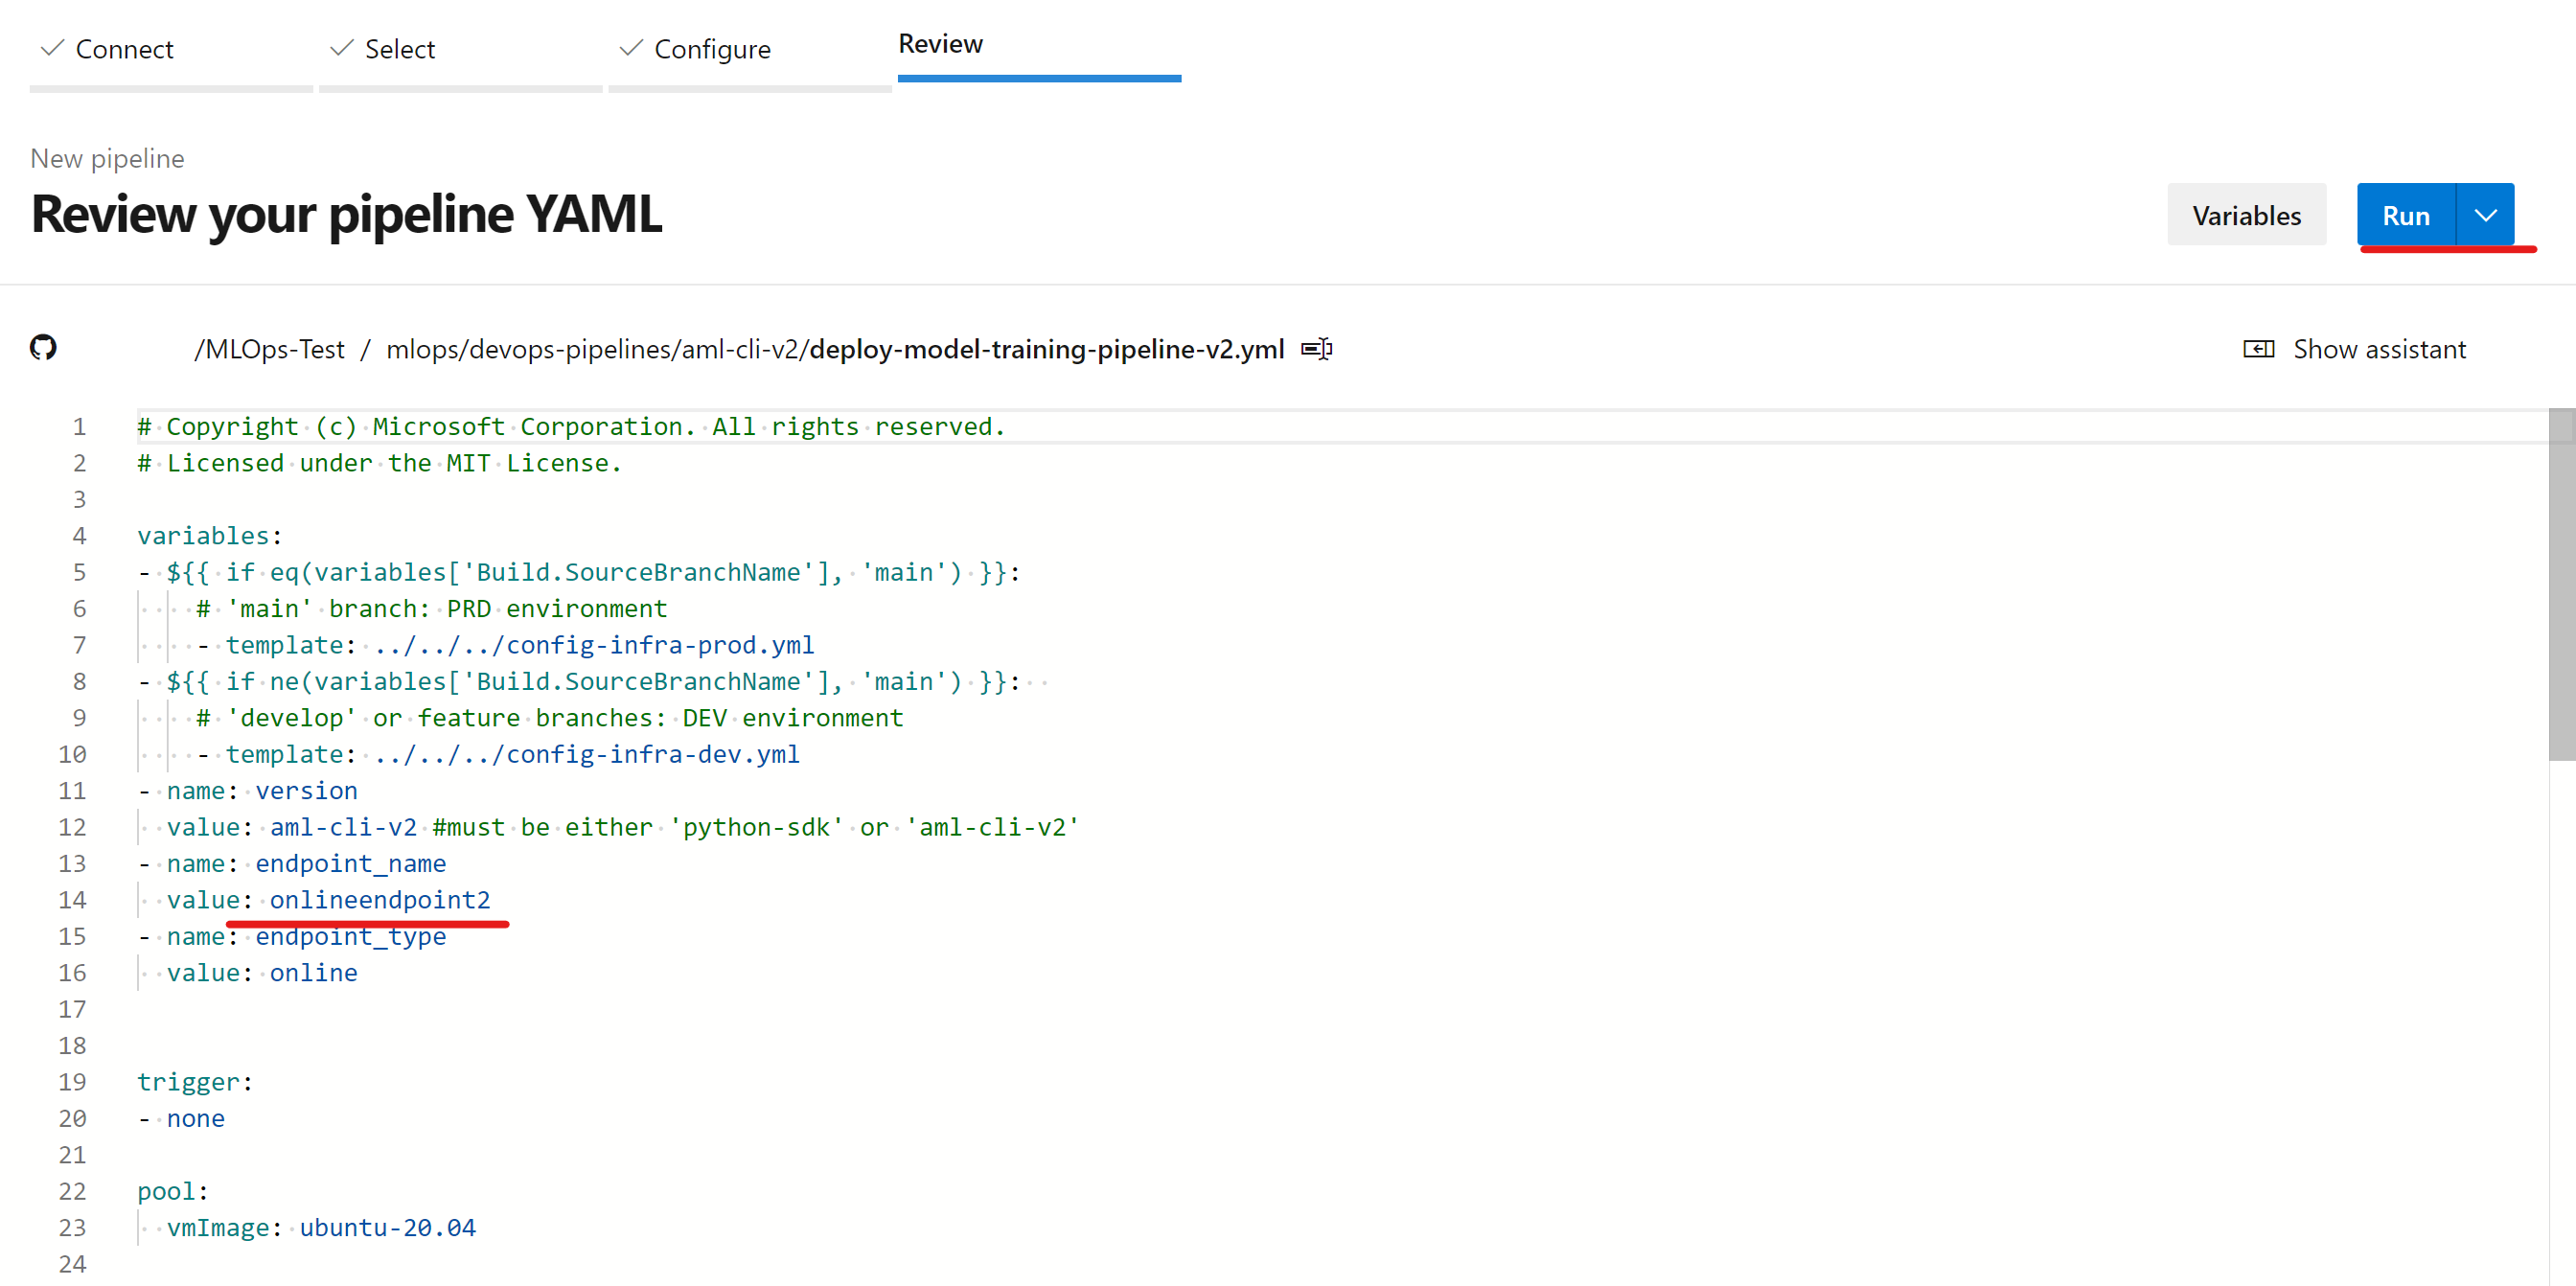 Connect Select Configure Review
New pipeline
Review your pipeline YAML
Variables Run
/MLOps-Test / mlops/devops-pipelines/aml-cli-v2/deploy-model-training-pipeline-v2.yml Show assistant
1 # Copyright (c) Microsoft Corporation. All rights reserved.
2 # Licensed under the MIT License.
3
4 variables:
5 - ${{ if eq(variables['Build.SourceBranchName'], 'main') }}:
6     # 'main' branch: PRD environment
7     - template: ../../../config-infra-prod.yml
8 - ${{ if ne(variables['Build.SourceBranchName'], 'main') }}:
9     # 'develop' or feature branches: DEV environment
10     - template: ../../../config-infra-dev.yml
11 - name: version
12   value: aml-cli-v2 #must be either 'python-sdk' or 'aml-cli-v2'
13 - name: endpoint_name
14   value: onlineendpoint2
15 - name: endpoint_type
16   value: online
17
18
19 trigger:
20 - none
21
22 pool:
23   vmImage: ubuntu-20.04
24